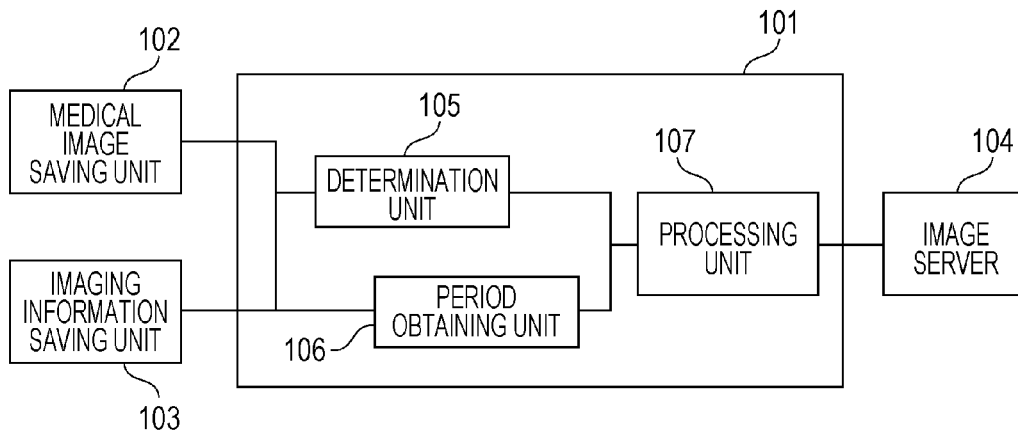 101
102
MEDICAL
IMAGE
SAVING UNIT
105
DETERMINATION
UNIT
107
PROCESSING
UNIT
104
IMAGE
SERVER
IMAGING
INFORMATION
SAVING UNIT
103
PERIOD
OBTAINING UNIT
106